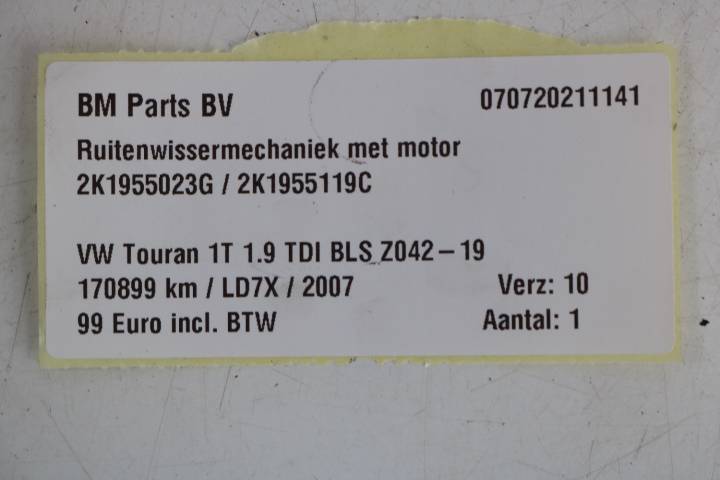 BM Parts BV 070720211141
Ruitenwissermechaniek met motor
2K1955023G / 2K1955119C
VW Touran 1T 1.9 TDI BLS Z042-19
170899 km / LD7X / 2007 Verz: 10
99 Euro incl. BTW Aantal: 1